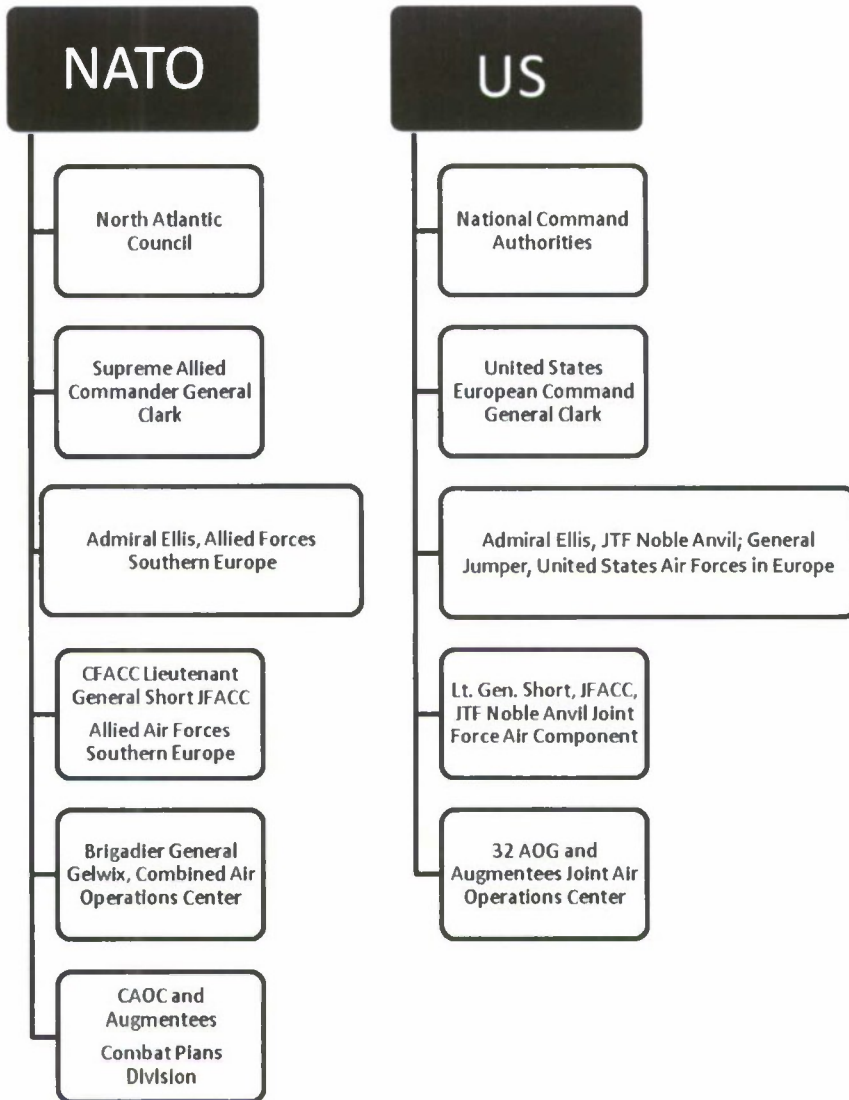 NATO
North Atlantic
Council
Supreme Allied
Commander General
Clark
Admiral Ellis, Allied Forces
Southern Europe
CFACC Lieutenant
General Short JFACC
Allied Air Forces
Southern Europe
Brigadier General
Gelwix, Combined Air
Operations Center
CAOC and
Augmentees
Combat Plans
Division
US
National Command
Authorities
United States
European Command
General Clark
Admiral Ellis, JTF Noble Anvil; General
Jumper, United States Air Forces in Europe
Lt. Gen. Short, JFACC,
JTF Noble Anvil Joint
Force Air Component
32 AOG and
Augmentees Joint Air
Operations Center